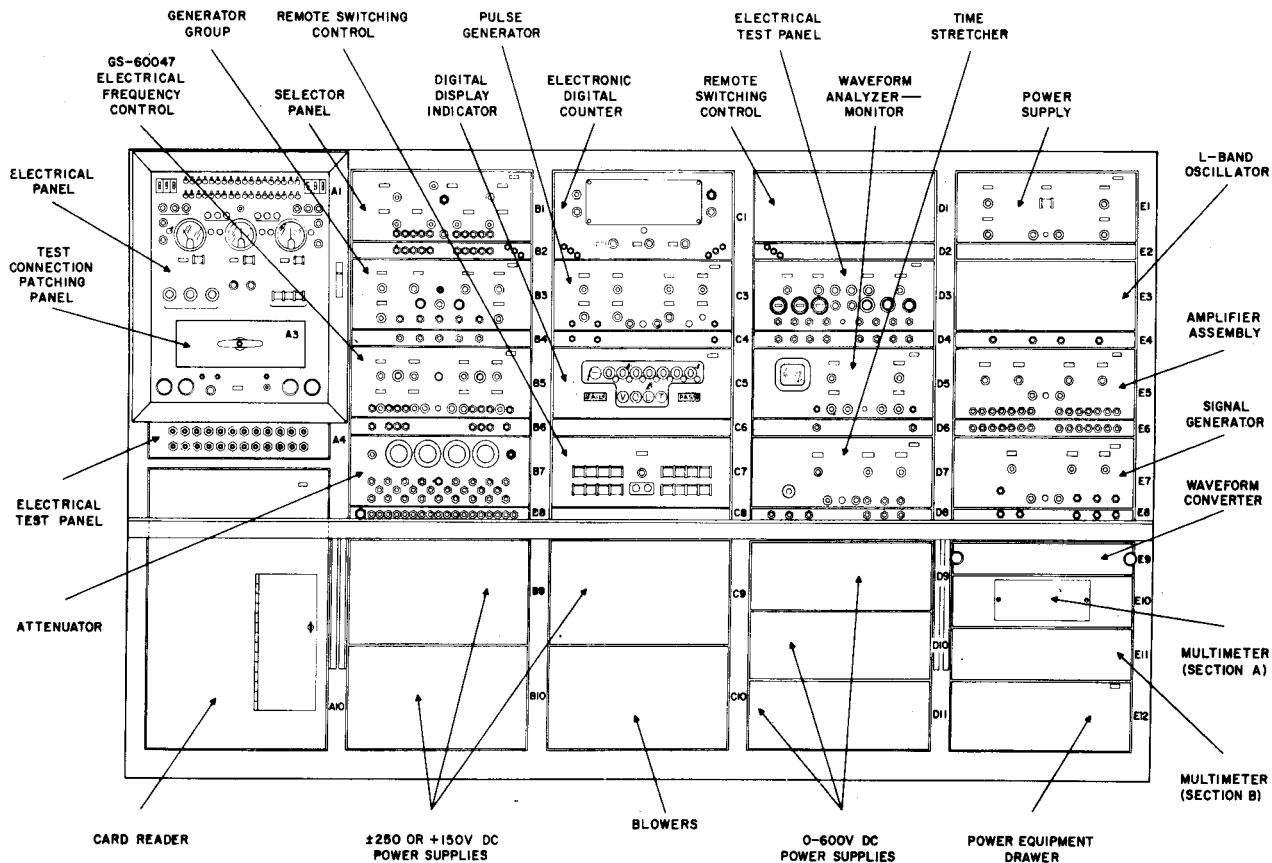 GENERATOR
GROUP
REMOTE SWITCHING
CONTROL
PULSE
GENERATOR
ELECTRICAL
TEST PANEL
TIME
STRETCHER
GS-60047
ELECTRICAL
FREQUENCY
CONTROL
SELECTOR
PANEL
DIGITAL
DISPLAY
INDICATOR
ELECTRONIC
DIGITAL
COUNTER
REMOTE
SWITCHING
CONTROL
WAVEFORM
ANALYZER—
MONITOR
POWER
SUPPLY
L-BAND
OSCILLATOR
ELECTRICAL
PANEL
TEST
CONNECTION
PATCHING
PANEL
AMPLIFIER
ASSEMBLY
SIGNAL
GENERATOR
WAVEFORM
CONVERTER
A1
A3
A4
A10
B1
B2
B3
B4
B5
B6
B7
B8
B9
B10
C1
C3
C4
C5
C6
C7
C8
C9
C10
D1
D2
D3
D4
D5
D6
D7
D8
D9
D10
D11
E1
E2
E3
E4
E5
E6
E7
E8
E9
E10
E11
E12
VOLT
PASS
ELECTRICAL
TEST PANEL
ATTENUATOR
MULTIMETER
(SECTION A)
MULTIMETER
(SECTION B)
CARD READER
±250 OR +150V DC
POWER SUPPLIES
BLOWERS
0-600V DC
POWER SUPPLIES
POWER EQUIPMENT
DRAWER